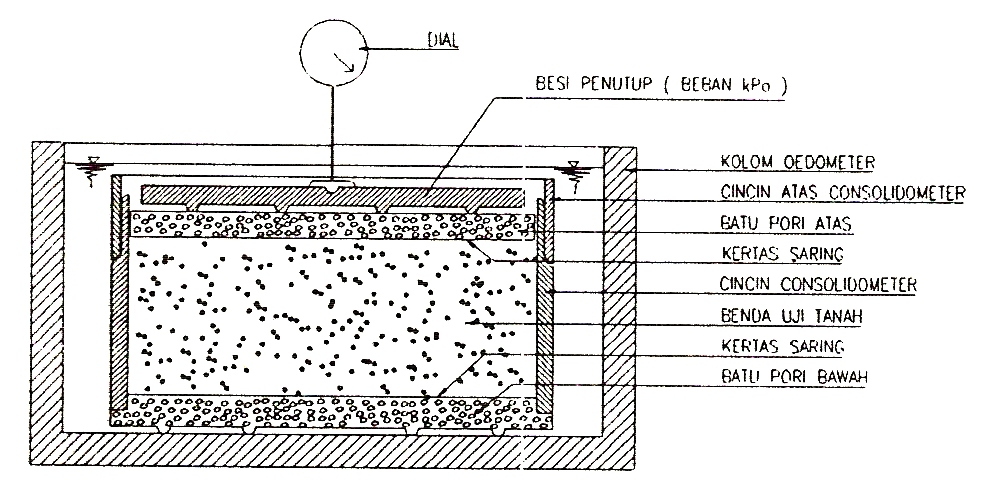 DIAL
BESI PENUTUP ( BEBAN kPa )
KOLOM OEDOMETER
CINCIN ATAS CONSOLIDOMETER
BATU PORI ATAS
KERTAS SARING
CINCIN CONSOLIDOMETER
BENDA UJI TANAH
KERTAS SARING
BATU PORI BAWAH